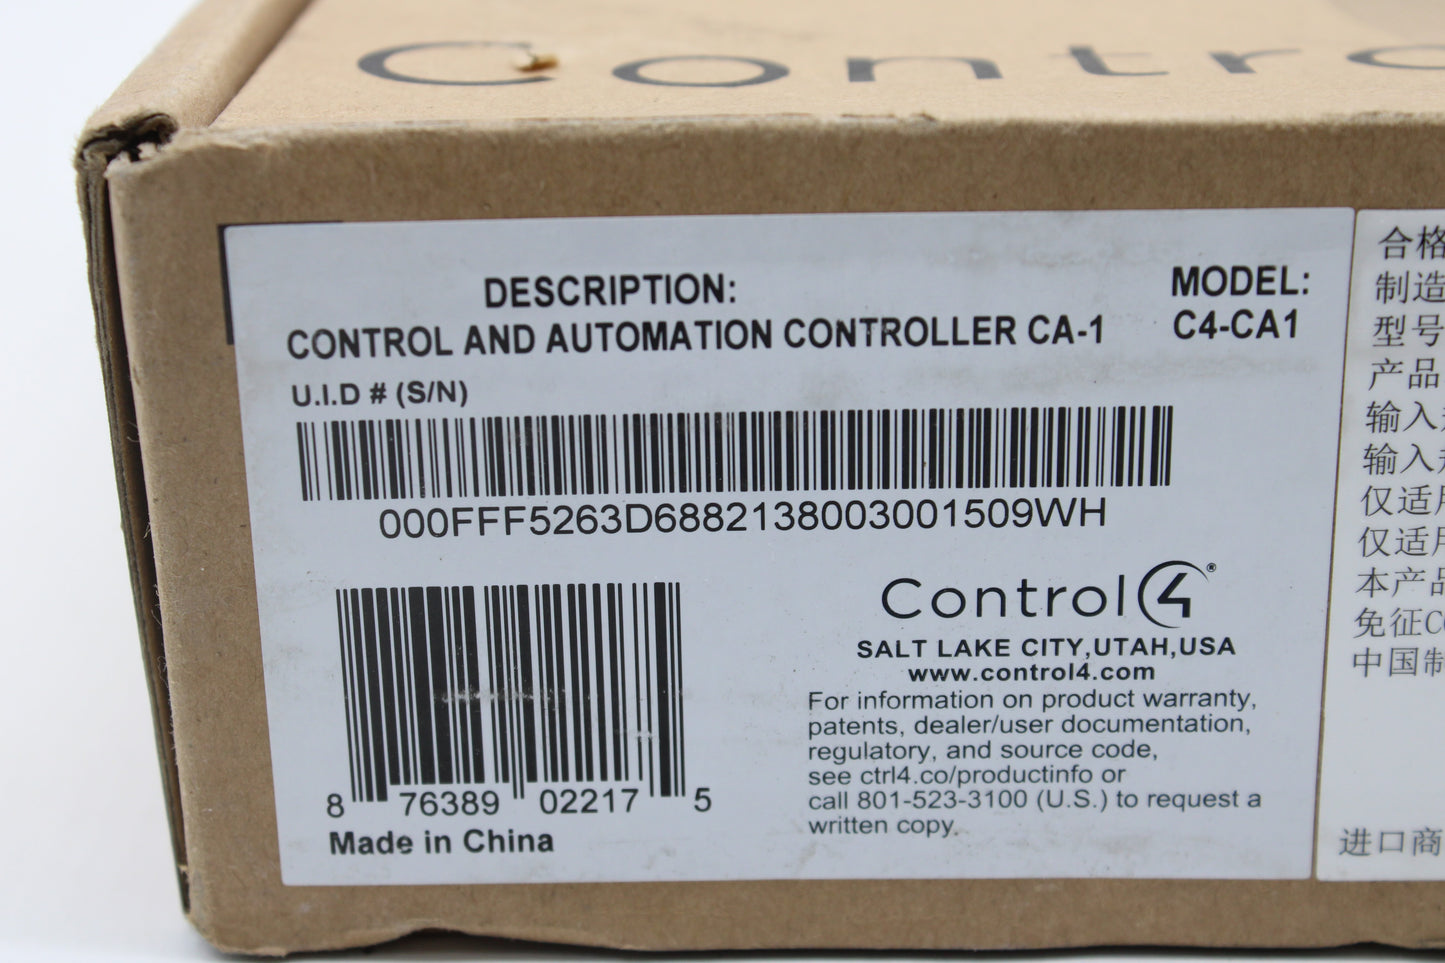 Contro
DESCRIPTION:
CONTROL AND AUTOMATION CONTROLLER CA-1
MODEL:
C4-CA1
U.I.D # (S/N)
000FFF5263D6882138003001509WH
8 76389 02217 5
Made in China
Control4®
SALT LAKE CITY,UTAH,USA
www.control4.com
For information on product warranty,
patents, dealer/user documentation,
regulatory, and source code,
see ctrl4.co/productinfo or
call 801-523-3100 (U.S.) to request a
written copy.
合格
制造
型号
产品
输入
输入
仅适用
仅适用
本产品
免征C
中国制
进口商